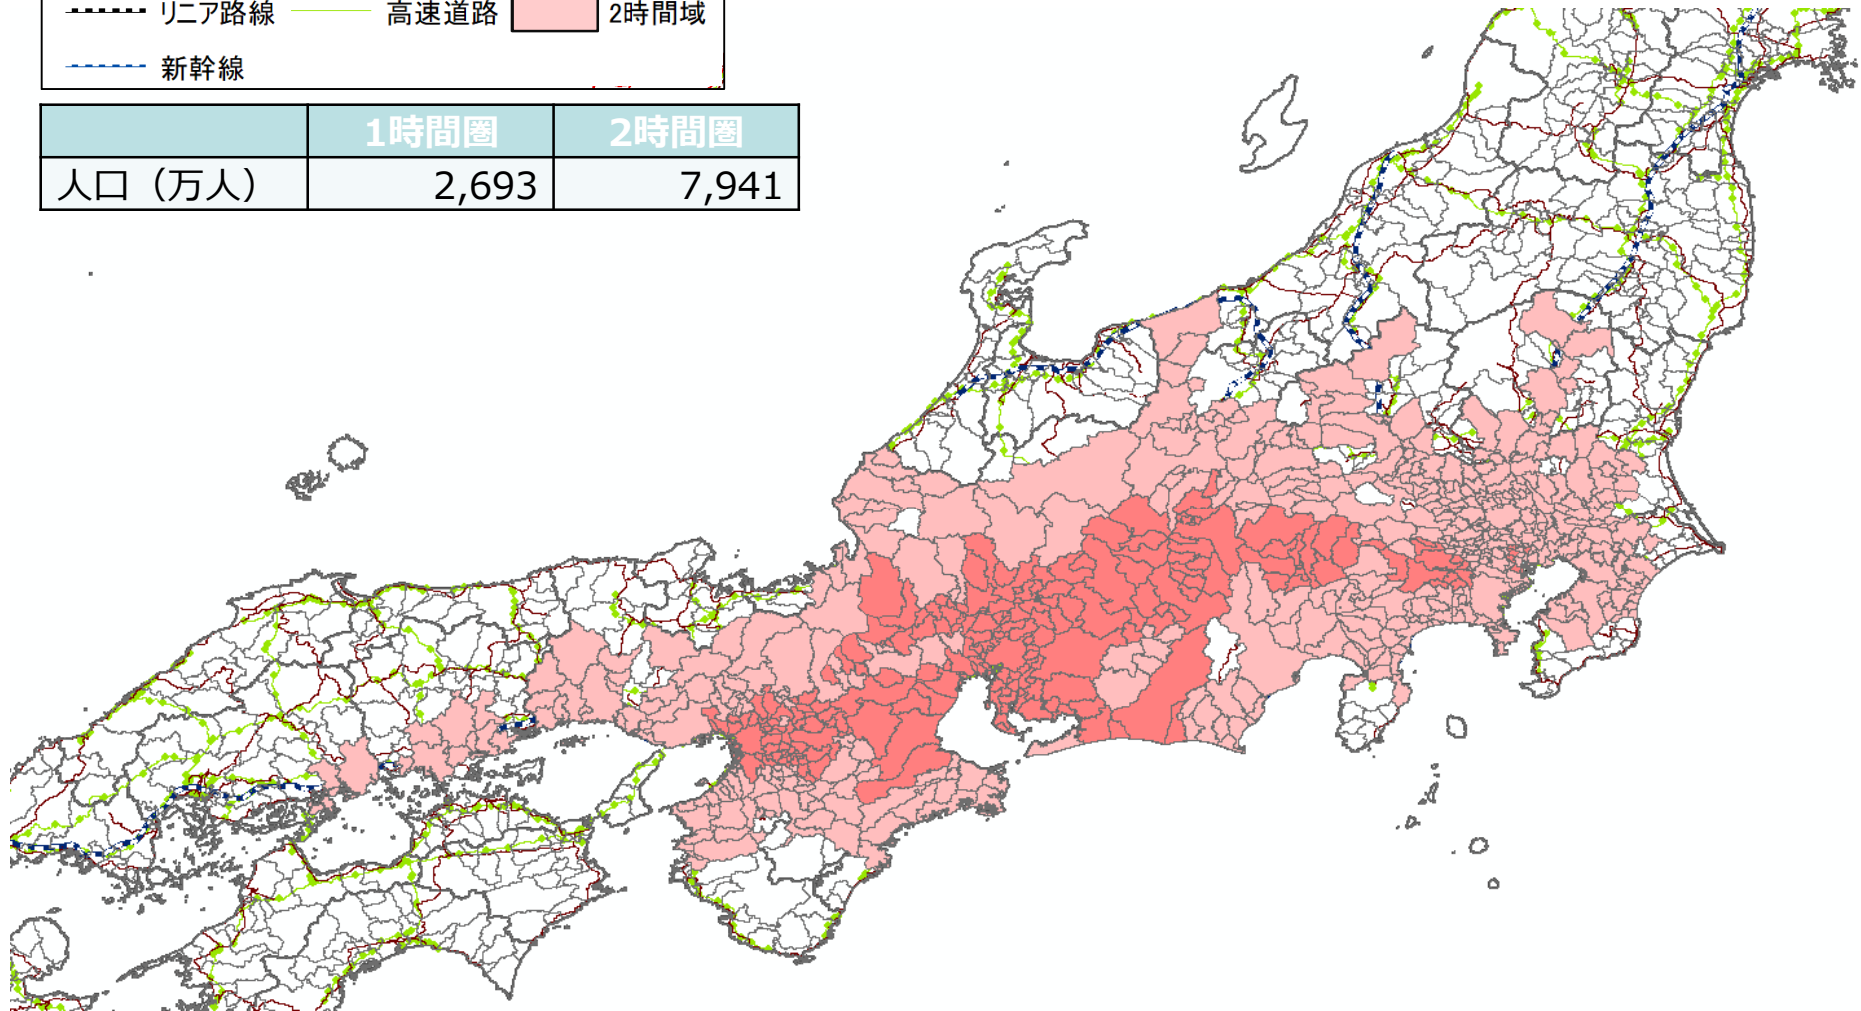 リニア路線 高速道路 2時間域
新幹線
1時間圏 2時間圏
人口（万人） 2,693 7,941